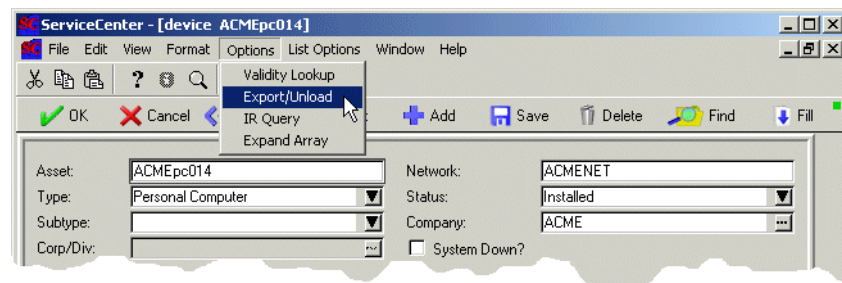 SC ServiceCenter - [device ACMEpc014]
SC File Edit View Format Options List Options Window Help
?
Validity Lookup
Export/Unload
IR Query
Expand Array
OK Cancel Add Save Delete Find Fill
Asset: ACMEpc014 Network: ACMENET
Type: Personal Computer Status: Installed
Subtype: Company: ACME
Corp/Div: System Down?